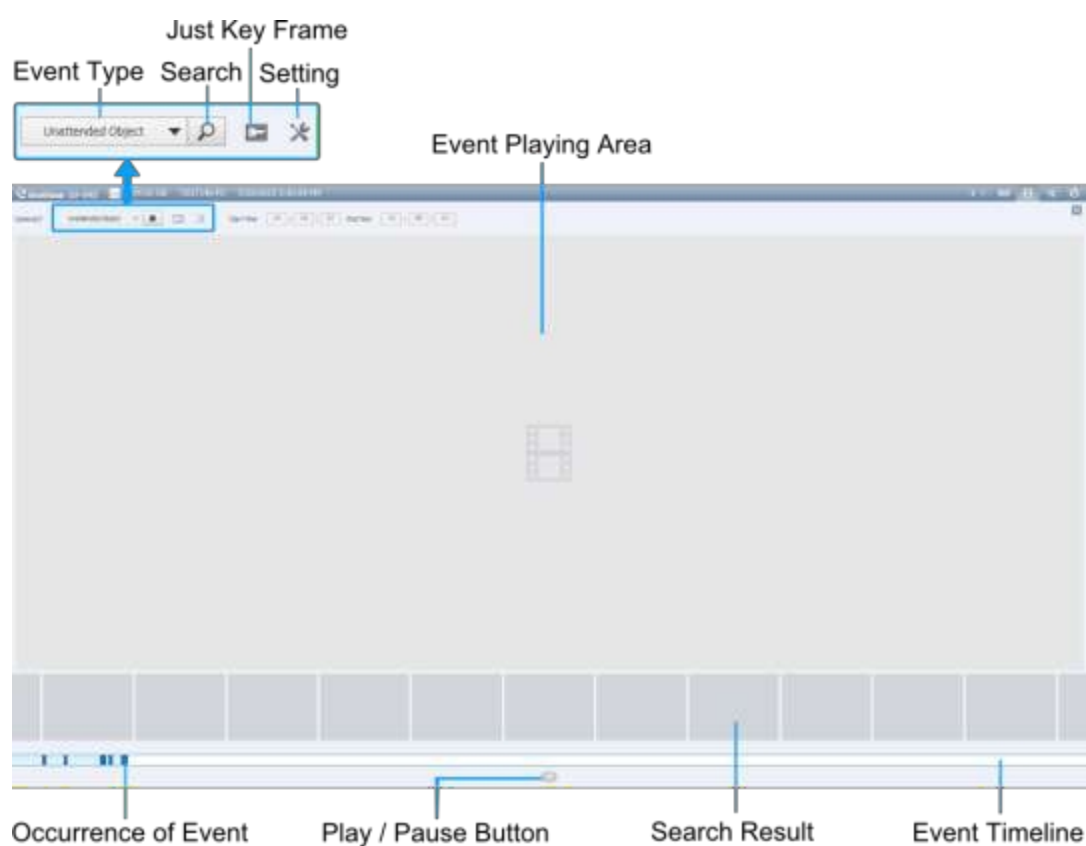 Just Key Frame
Event Type Search Setting
Unattended Object
Event Playing Area
Occurrence of Event Play / Pause Button Search Result Event Timeline